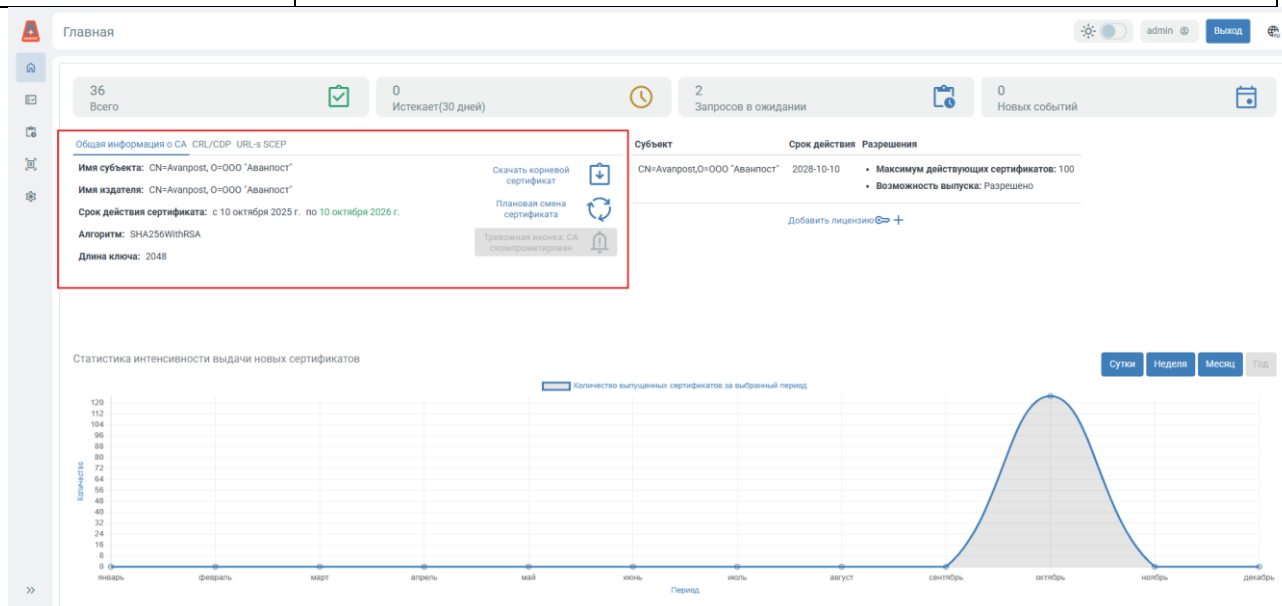 Главная
admin
Выход
36
Всего
0
Истекает(30 дней)
2
Запросов в ожидании
0
Новых событий
Общая информация о CA CRL/CDP URL-s SCEP
Имя субъекта: CN=Avanpost, O=ООО "Аванпост"
Имя издателя: CN=Avanpost, O=ООО "Аванпост"
Срок действия сертификата: с 10 октября 2025 г. по 10 октября 2026 г.
Алгоритм: SHA256WithRSA
Длина ключа: 2048
Скачать корневой
сертификат
Плановая смена
сертификата
Тревожная иконка: CA
скомпрометирован
Субъект Срок действия Разрешения
CN=Avanpost,O=ООО "Аванпост" 2028-10-10 • Максимум действующих сертификатов: 100
• Возможность выпуска: Разрешено
Добавить лицензию
Статистика интенсивности выдачи новых сертификатов
Сутки Неделя Месяц Год
Количество выпущенных сертификатов за выбранный период
Количество
120
112
104
96
88
80
72
64
56
48
40
32
24
16
8
0
январь февраль март апрель май июнь июль август сентябрь октябрь ноябрь декабрь
Период